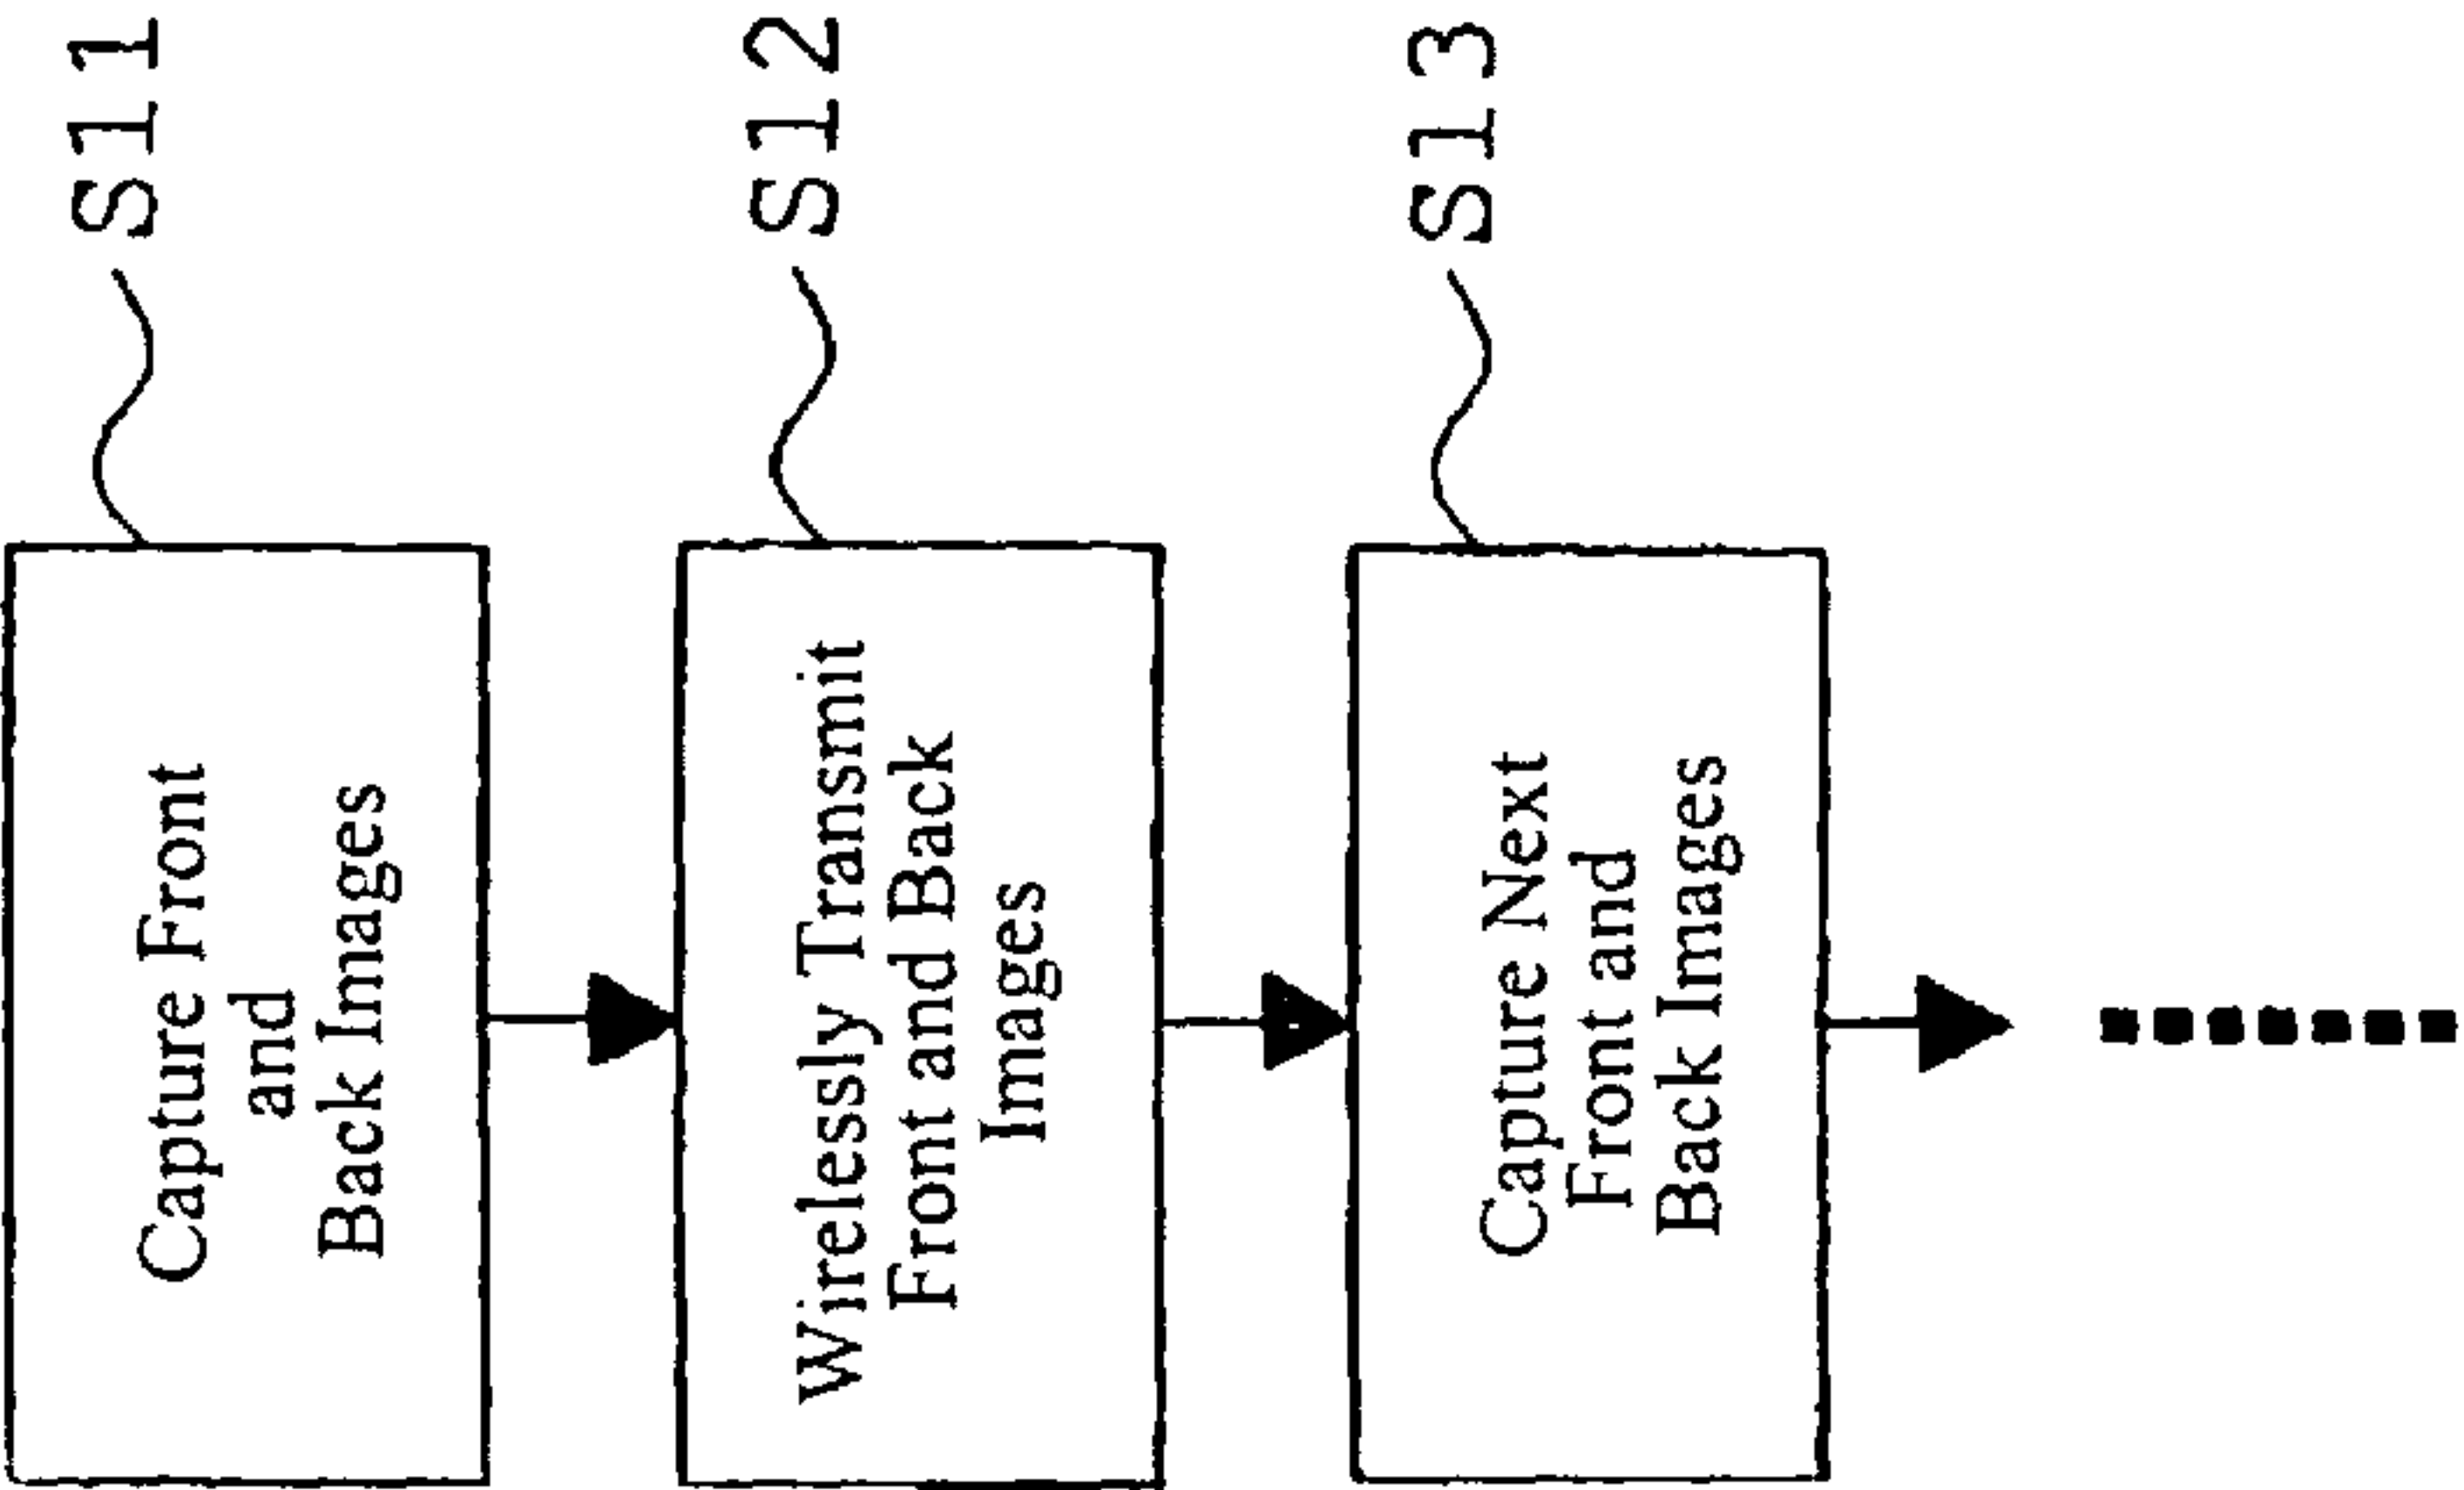 Capture Front
and
Back Images
S11
Wirelessly Transmit
Front and Back
Images
S12
Capture Next
Front and
Back Images
S13